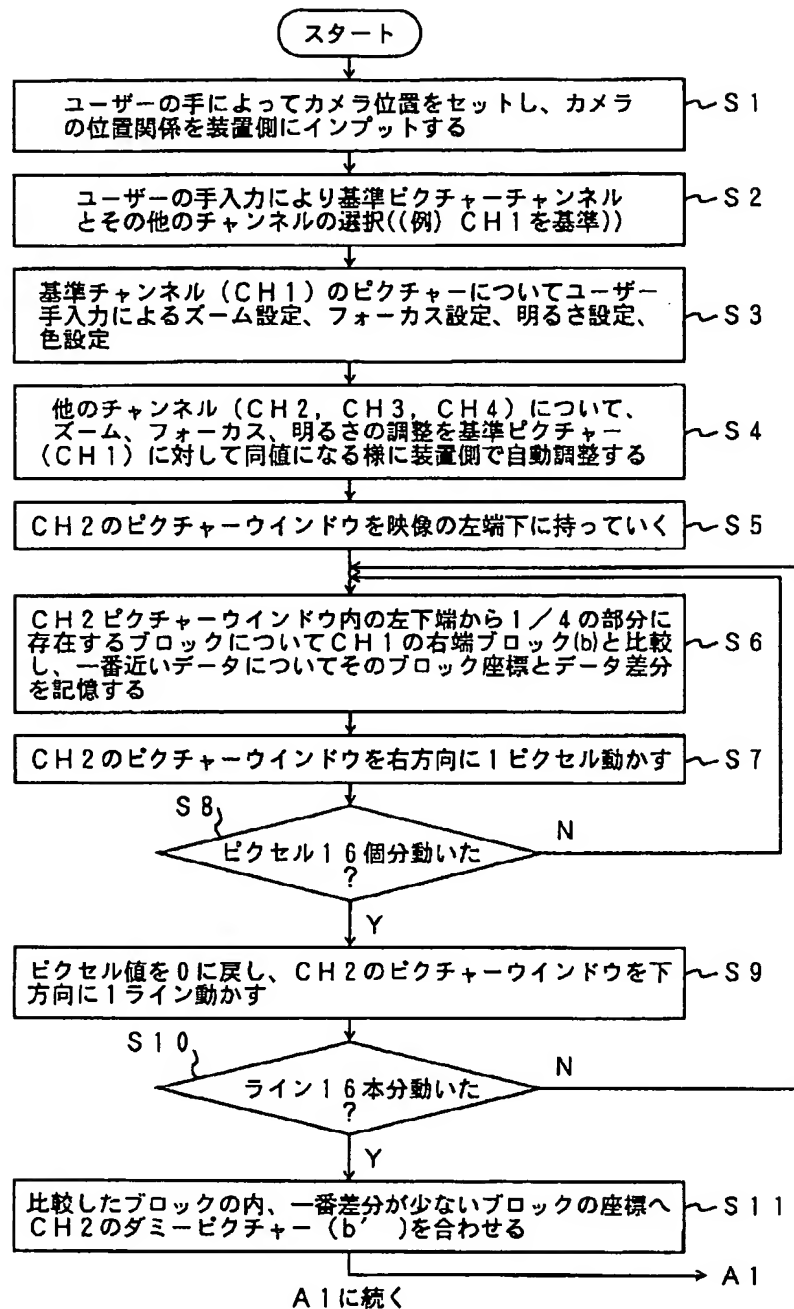 スタート
ユーザーの手によってカメラ位置をセットし、カメラ
の位置関係を装置側にインプットする
S1
ユーザーの手入力により基準ピクチャーチャンネル
とその他のチャンネルの選択((例) CH1を基準))
S2
基準チャンネル(CH1)のピクチャーについてユーザー
手入力によるズーム設定、フォーカス設定、明るさ設定、
色設定
S3
他のチャンネル(CH2, CH3, CH4)について、
ズーム、フォーカス、明るさの調整を基準ピクチャー
(CH1)に対して同値になる様に装置側で自動調整する
S4
CH2のピクチャーウインドウを映像の左端下に持っていく
S5
CH2ピクチャーウインドウ内の左下端から1/4の部分に
存在するブロックについてCH1の右端ブロック(b)と比較
し、一番近いデータについてそのブロック座標とデータ差分
を記憶する
S6
CH2のピクチャーウインドウを右方向に1ピクセル動かす
S7
S8
ピクセル16個分動いた
?
N
Y
ピクセル値を0に戻し、CH2のピクチャーウインドウを下
方向に1ライン動かす
S9
S10
ライン16本分動いた
?
N
Y
比較したブロックの内、一番差分が少ないブロックの座標へ
CH2のダミーピクチャー(b′ )を合わせる
S11
A1
A1に続く